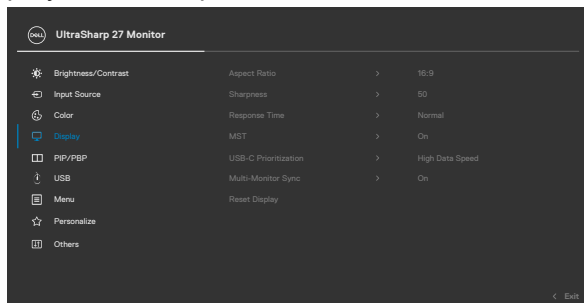 DELL UltraSharp 27 Monitor
Brightness/Contrast Aspect Ratio > 16:9
Input Source Sharpness > 50
Color Response Time > Normal
Display MST > On
PIP/PBP USB-C Prioritization > High Data Speed
USB Multi-Monitor Sync > On
Menu Reset Display
Personalize
Others
< Exit